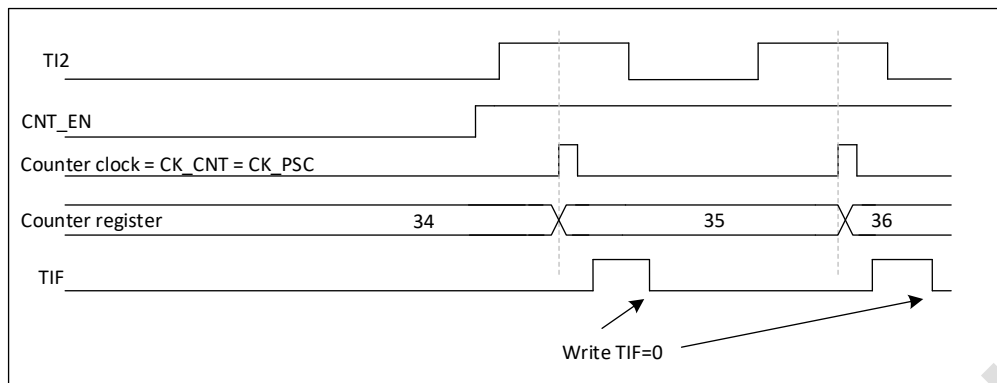 TI2
CNT_EN
Counter clock = CK_CNT = CK_PSC
Counter register 34 35 36
TIF
Write TIF=0